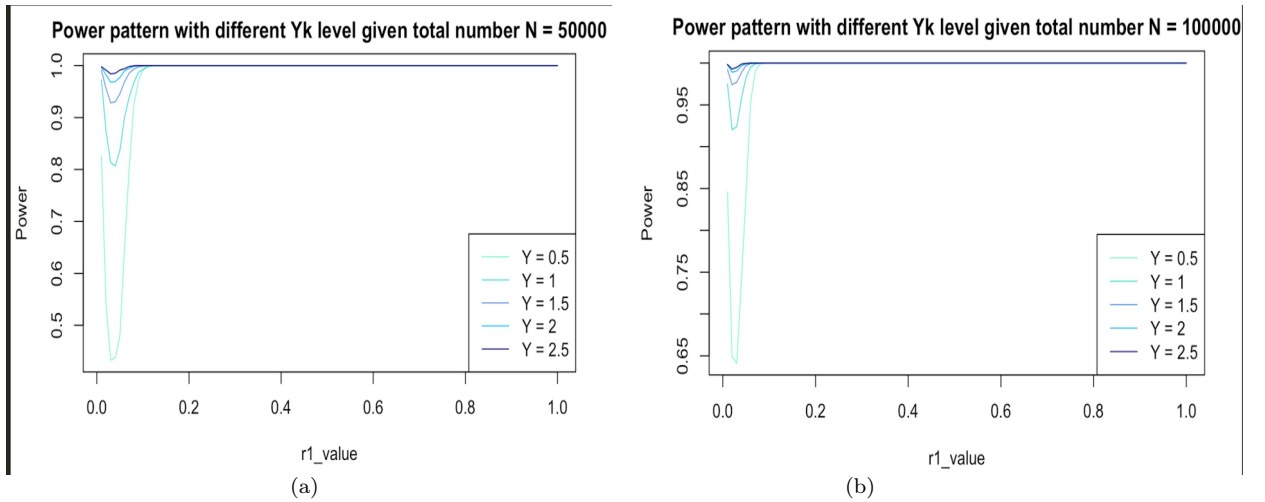 Power pattern with different Yk level given total number N = 50000
Power
1.0
0.9
0.8
0.7
0.6
0.5
Y = 0.5
Y = 1
Y = 1.5
Y = 2
Y = 2.5
0.0 0.2 0.4 0.6 0.8 1.0
r1_value
(a)
Power pattern with different Yk level given total number N = 100000
Power
0.95
0.85
0.75
0.65
Y = 0.5
Y = 1
Y = 1.5
Y = 2
Y = 2.5
0.0 0.2 0.4 0.6 0.8 1.0
r1_value
(b)